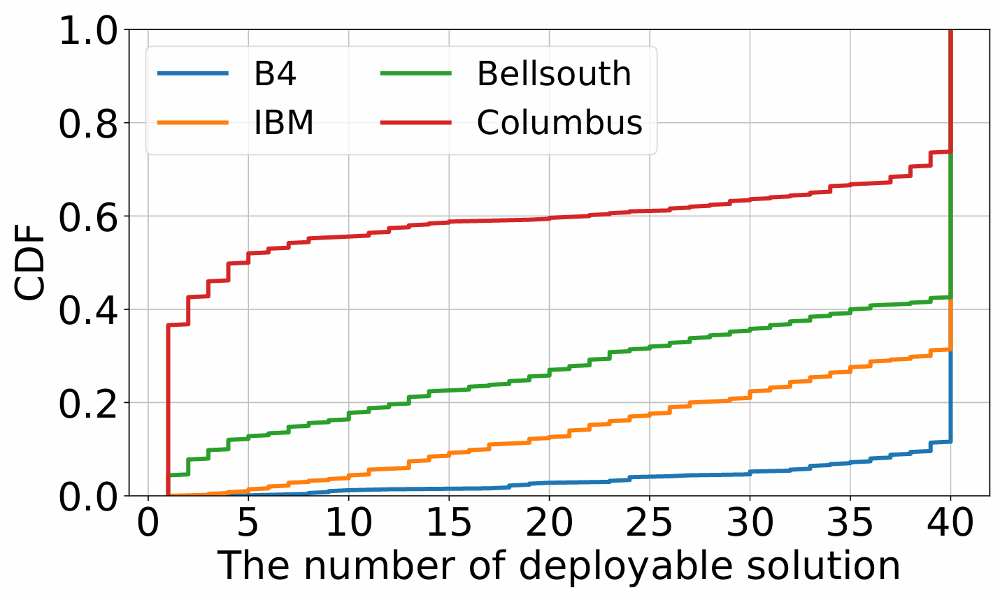 1.0
0.8
0.6
0.4
0.2
0.0
CDF
B4
IBM
Bellsouth
Columbus
0 5 10 15 20 25 30 35 40
The number of deployable solution